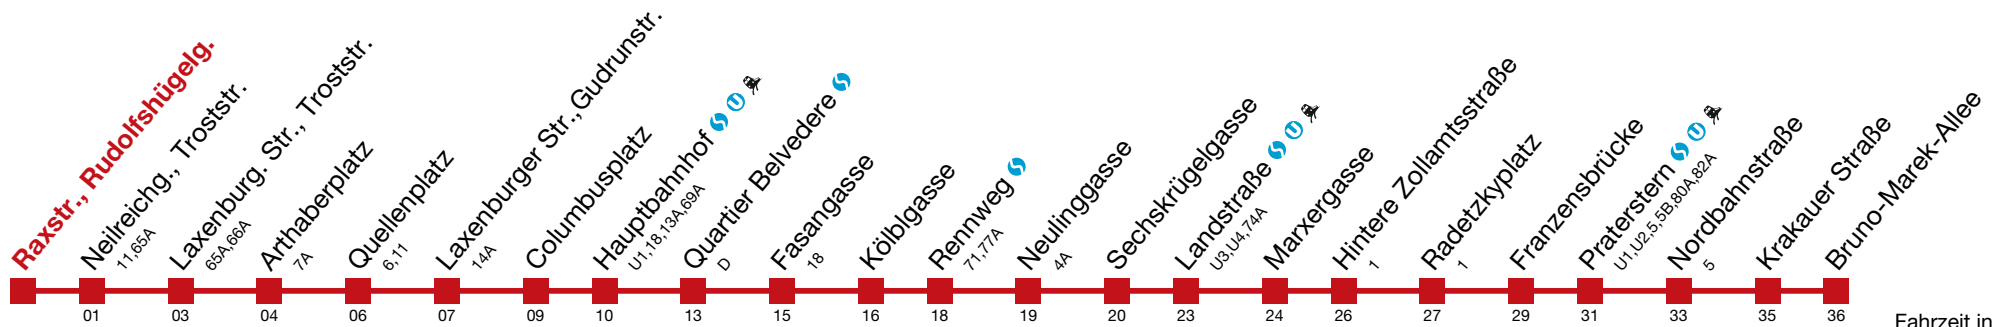 Raxstr., Rudolfshügelg.
Neilreichg., Troststr.
11,65A
01
Laxenburg. Str., Troststr.
65A,66A
03
Arthaberplatz
7A
04
Quellenplatz
6,11
06
Laxenburger Str.,Gudrunstr.
14A
07
Columbusplatz
09
Hauptbahnhof S U
U1,18,13A,69A
10
Quartier Belvedere S
D
13
Fasangasse
18
15
Kölblgasse
16
Rennweg S
71,77A
18
Neulinggasse
4A
19
Sechskrügelgasse
20
Landstraße S U
U3,U4,74A
23
Marxergasse
24
Hintere Zollamtsstraße
1
26
Radetzkyplatz
1
27
Franzensbrücke
29
Praterstern S U
U1,U2,5,5B,80A,82A
31
Nordbahnstraße
5
33
Krakauer Straße
35
Bruno-Marek-Allee
36
Fahrzeit in